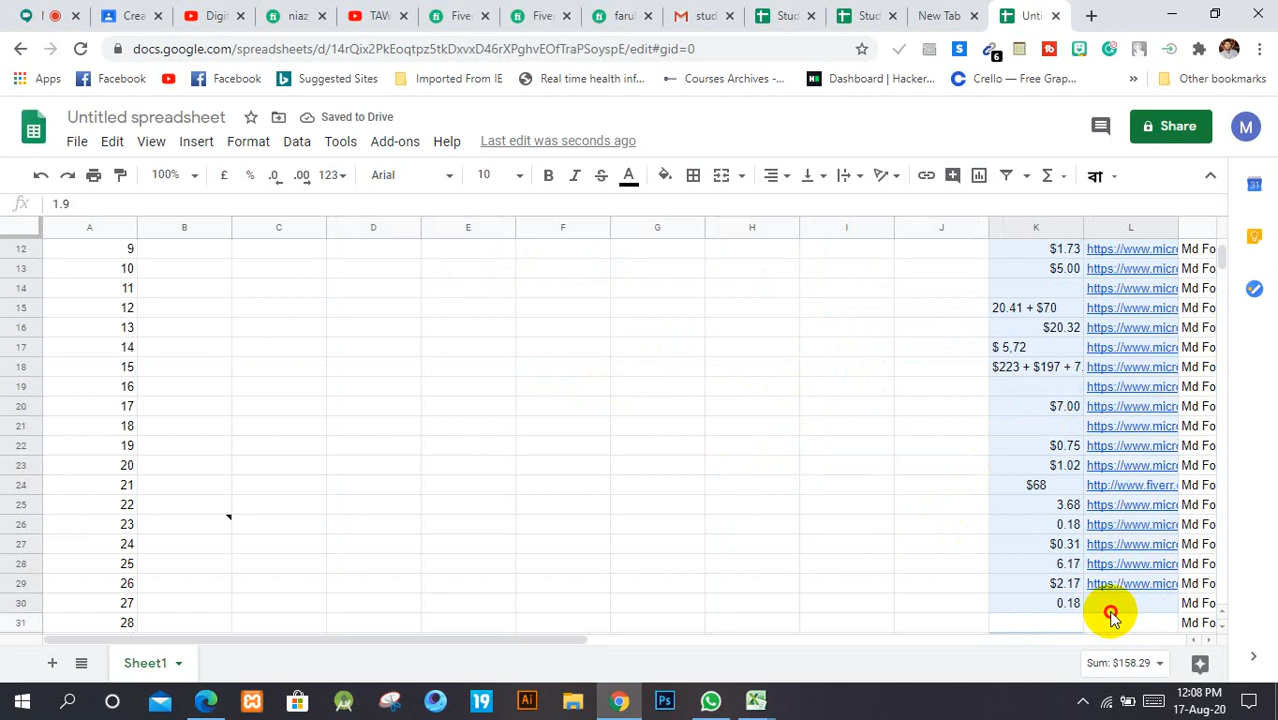 Crea
Digit
niaz
TAW
Fiver
Fiver
farul
stud
Stud
Stud
New Tab
Unti
docs.google.com/spreadsheets/d/14rQix2PkEoqtpz5tkDxvxD46rXPghvEOfTraPSoyspE/edit#gid=0
6
Apps Facebook Facebook Suggested Sites Imported From IE Real time health inf... Courses Archives -... Dashboard | Hacker... Crello — Free Grap... » Other bookmarks
Untitled spreadsheet Saved to Drive
Share
M
File Edit View Insert Format Data Tools Add-ons Help Last edit was seconds ago
100% £ % .0 .00 123 Arial 10 B I S A Σ বা
31
fx 1.9
A B C D E F G H I J K L
12 9 $1.73 https://www.micr Md Fo
13 10 $5.00 https://www.micr Md Fo
14 11 https://www.micr Md Fo
15 12 20.41 + $70 https://www.micr Md Fo
16 13 $20.32 https://www.micr Md Fo
17 14 $ 5,72 https://www.micr Md Fo
18 15 $223 + $197 + 7. https://www.micr Md Fo
19 16 https://www.micr Md Fo
20 17 $7.00 https://www.micr Md Fo
21 18 https://www.micr Md Fo
22 19 $0.75 https://www.micr Md Fo
23 20 $1.02 https://www.micr Md Fo
24 21 $68 http://www.fiverr. Md Fo
25 22 3.68 https://www.micr Md Fo
26 23 0.18 https://www.micr Md Fo
27 24 $0.31 https://www.micr Md Fo
28 25 6.17 https://www.micr Md Fo
29 26 $2.17 https://www.micr Md Fo
30 27 0.18 Md Fo
31 28 Md Fo
Sheet1 Sum: $158.29
19 Ai Ps
12:08 PM
17-Aug-20